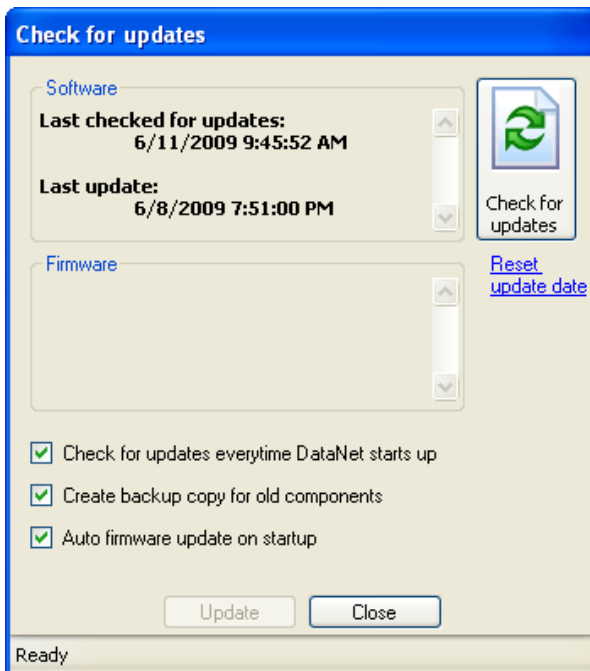 Check for updates
Software
Last checked for updates:
6/11/2009 9:45:52 AM
Last update:
6/8/2009 7:51:00 PM
Check for
updates
Reset
update date
Firmware
Check for updates everytime DataNet starts up
Create backup copy for old components
Auto firmware update on startup
Update
Close
Ready